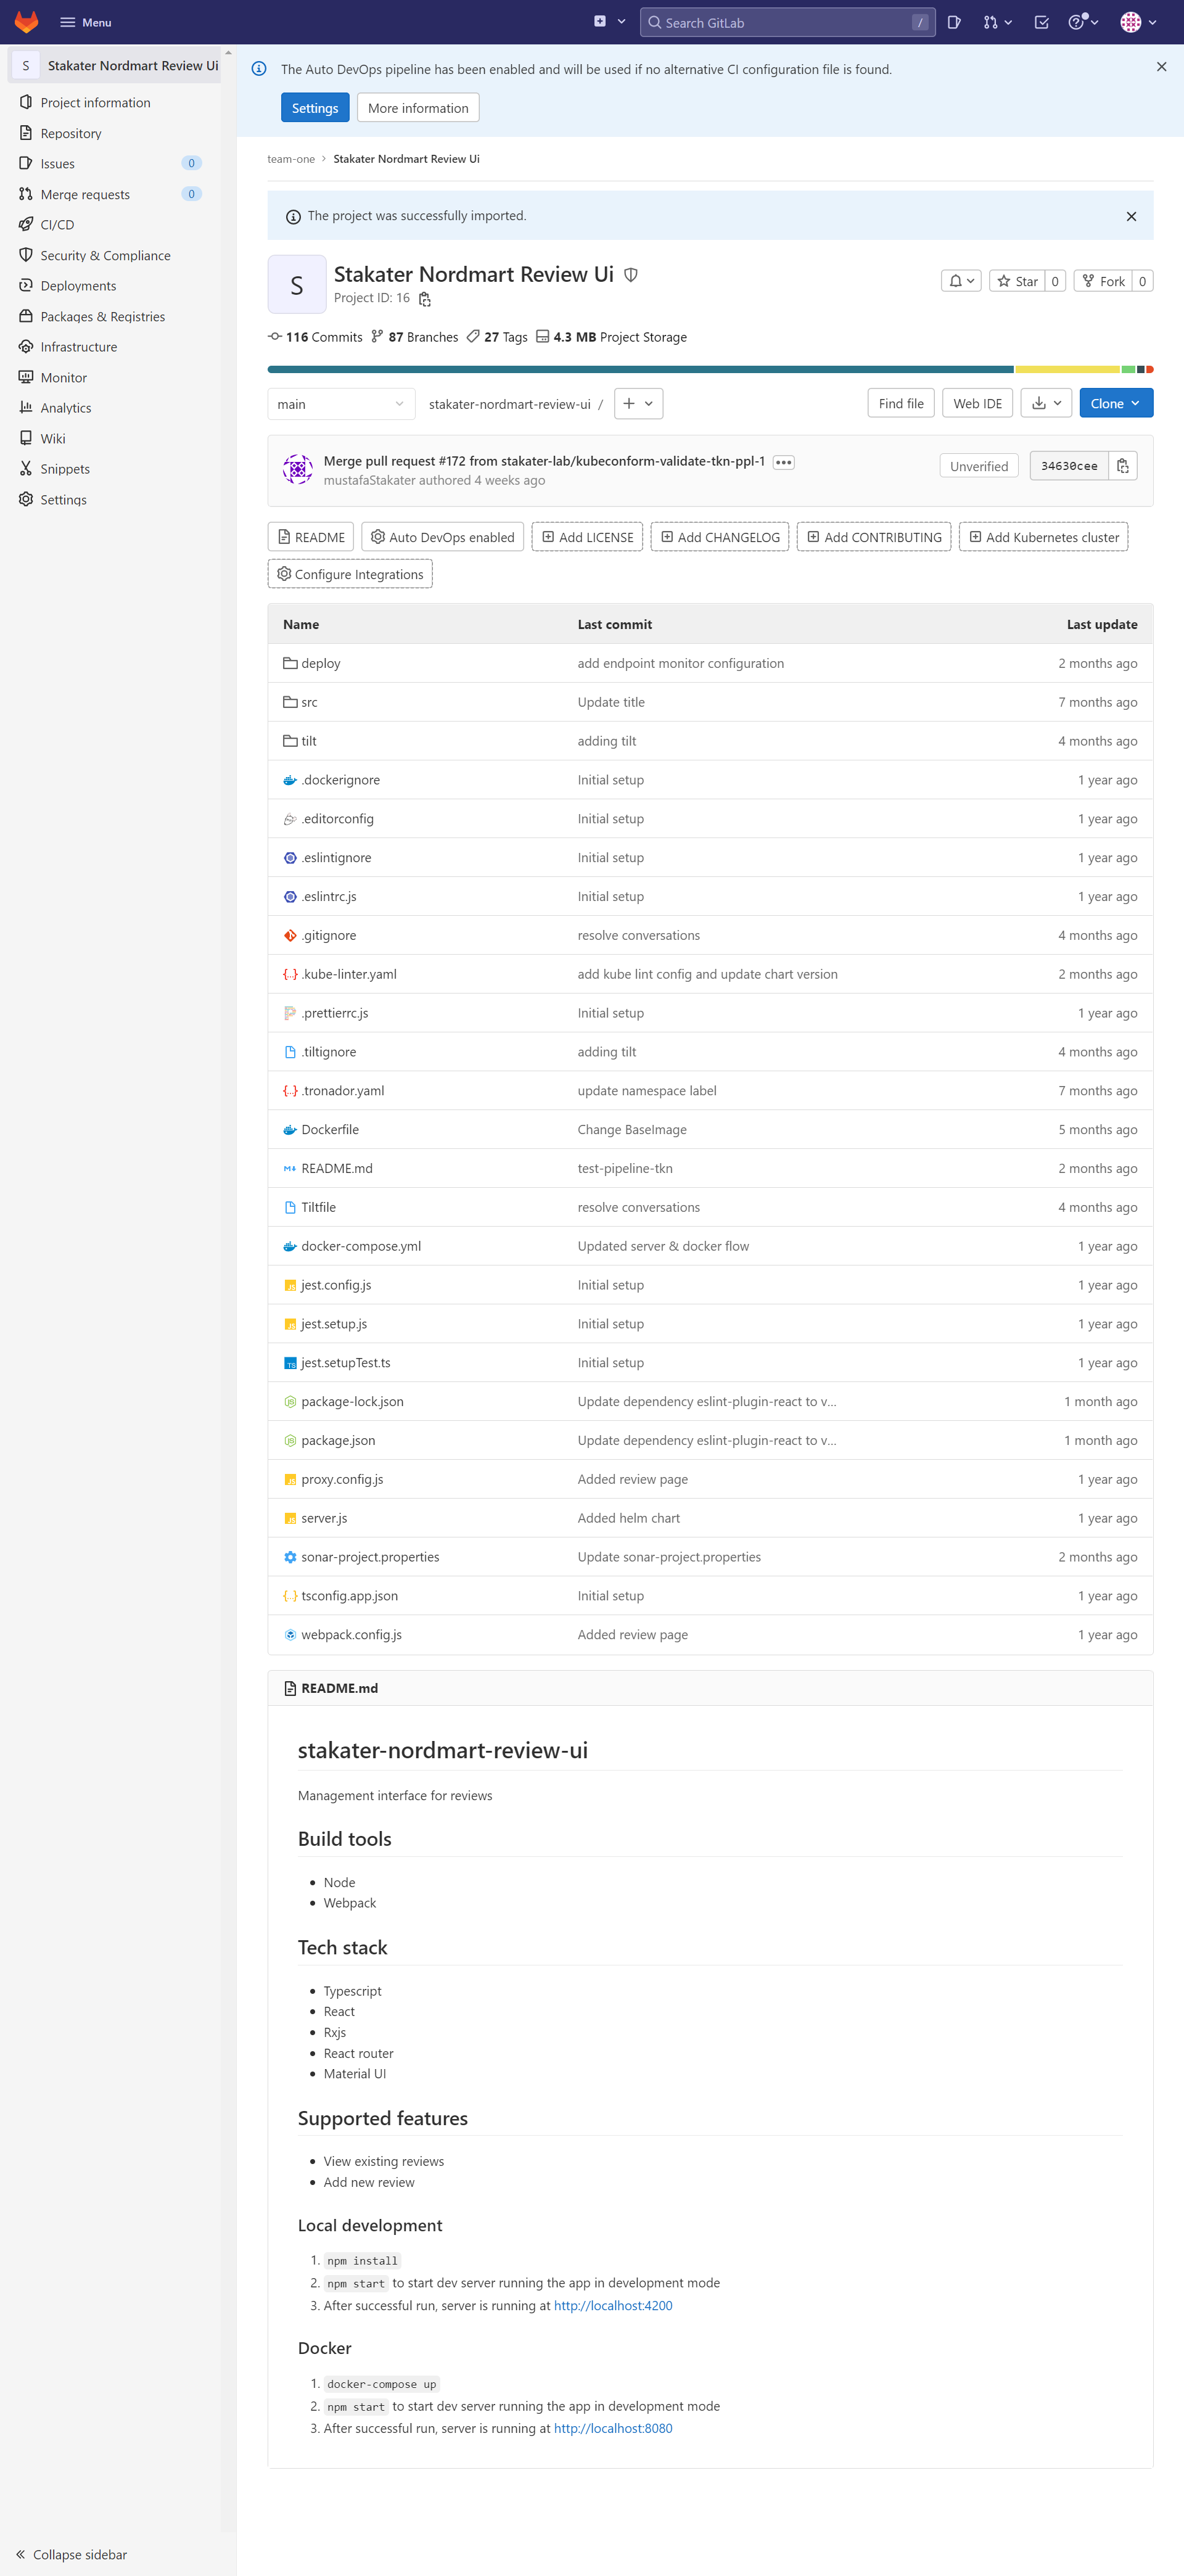 Menu
Search GitLab
/
S Stakater Nordmart Review Ui
Project information
Repository
Issues 0
Merge requests 0
CI/CD
Security & Compliance
Deployments
Packages & Registries
Infrastructure
Monitor
Analytics
Wiki
Snippets
Settings
Collapse sidebar
The Auto DevOps pipeline has been enabled and will be used if no alternative CI configuration file is found.
Settings More information
team-one > Stakater Nordmart Review Ui
The project was successfully imported.
S
Stakater Nordmart Review Ui
Project ID: 16
Star 0 Fork 0
116 Commits 87 Branches 27 Tags 4.3 MB Project Storage
main stakater-nordmart-review-ui / + Find file Web IDE Clone
Merge pull request #172 from stakater-lab/kubeconform-validate-tkn-ppl-1
mustafaStakater authored 4 weeks ago
Unverified 34630cee
README Auto DevOps enabled Add LICENSE Add CHANGELOG Add CONTRIBUTING Add Kubernetes cluster
Configure Integrations
Name Last commit Last update
deploy add endpoint monitor configuration 2 months ago
src Update title 7 months ago
tilt adding tilt 4 months ago
.dockerignore Initial setup 1 year ago
.editorconfig Initial setup 1 year ago
.eslintignore Initial setup 1 year ago
.eslintrc.js Initial setup 1 year ago
.gitignore resolve conversations 4 months ago
.kube-linter.yaml add kube lint config and update chart version 2 months ago
.prettierrc.js Initial setup 1 year ago
.tiltignore adding tilt 4 months ago
.tronador.yaml update namespace label 7 months ago
Dockerfile Change BaseImage 5 months ago
README.md test-pipeline-tkn 2 months ago
Tiltfile resolve conversations 4 months ago
docker-compose.yml Updated server & docker flow 1 year ago
jest.config.js Initial setup 1 year ago
jest.setup.js Initial setup 1 year ago
jest.setupTest.ts Initial setup 1 year ago
package-lock.json Update dependency eslint-plugin-react to v... 1 month ago
package.json Update dependency eslint-plugin-react to v... 1 month ago
proxy.config.js Added review page 1 year ago
server.js Added helm chart 1 year ago
sonar-project.properties Update sonar-project.properties 2 months ago
tsconfig.app.json Initial setup 1 year ago
webpack.config.js Added review page 1 year ago
README.md
stakater-nordmart-review-ui
Management interface for reviews
Build tools
• Node
• Webpack
Tech stack
• Typescript
• React
• Rxjs
• React router
• Material UI
Supported features
• View existing reviews
• Add new review
Local development
1. npm install
2. npm start to start dev server running the app in development mode
3. After successful run, server is running at http://localhost:4200
Docker
1. docker-compose up
2. npm start to start dev server running the app in development mode
3. After successful run, server is running at http://localhost:8080